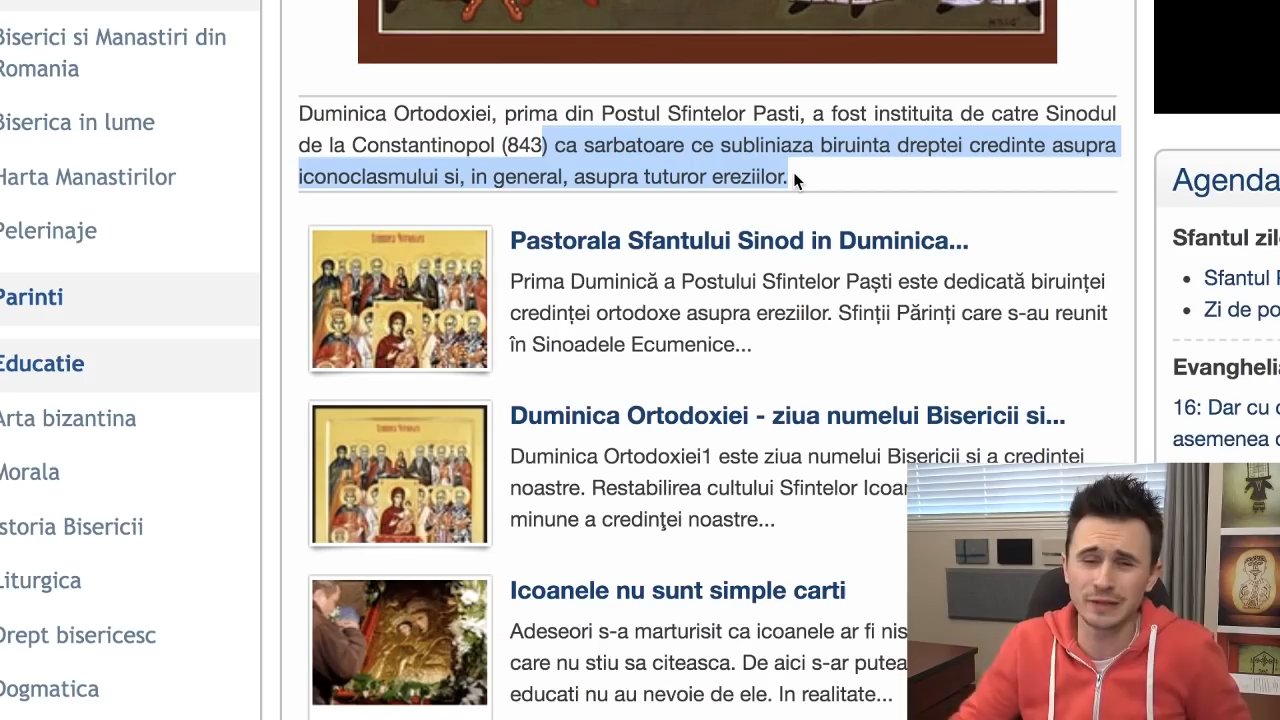 Biserici si Manastiri din
Romania
Biserica in lume
Harta Manastirilor
Pelerinaje
Parinti
Educatie
Arta bizantina
Morala
Istoria Bisericii
Liturgica
Drept bisericesc
Dogmatica
Duminica Ortodoxiei, prima din Postul Sfintelor Pasti, a fost instituita de catre Sinodul
de la Constantinopol (843) ca sarbatoare ce subliniaza biruinta dreptei credinte asupra
iconoclasmului si, in general, asupra tuturor ereziilor.
Pastorala Sfantului Sinod in Duminica...
Prima Duminică a Postului Sfintelor Paști este dedicată biruinței
credinței ortodoxe asupra ereziilor. Sfinții Părinți care s-au reunit
în Sinoadele Ecumenice...
Duminica Ortodoxiei - ziua numelui Bisericii si...
Duminica Ortodoxiei1 este ziua numelui Bisericii si a credintei
noastre. Restabilirea cultului Sfintelor
minune a credinţei noastre...
Icoanele nu sunt simple carti
Adeseori s-a marturisit ca icoanele ar fi
care nu stiu sa citeasca. De aici s-ar
educati nu au nevoie de ele. In realitate...
Agenda
Sfantul
Sfantul
Zi de
Evanghelia
16: Dar cu
asemenea